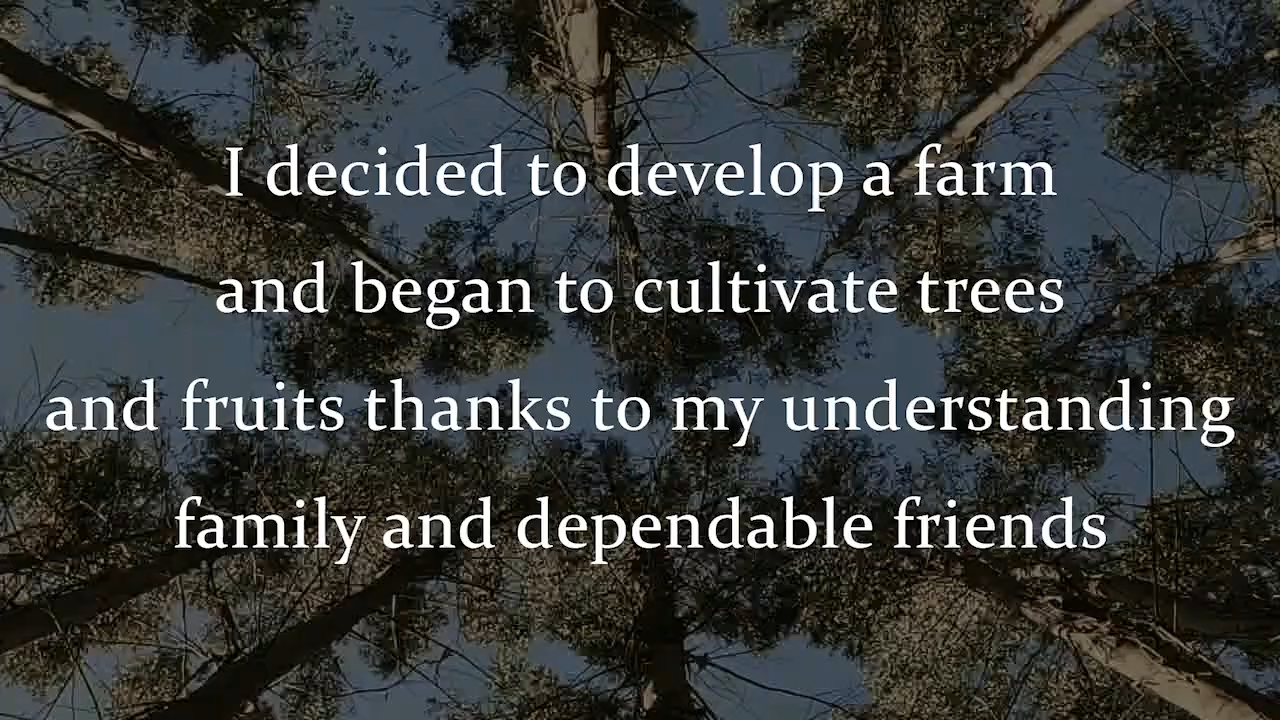 I decided to develop a farm
and began to cultivate trees
and fruits thanks to my understanding
family and dependable friends